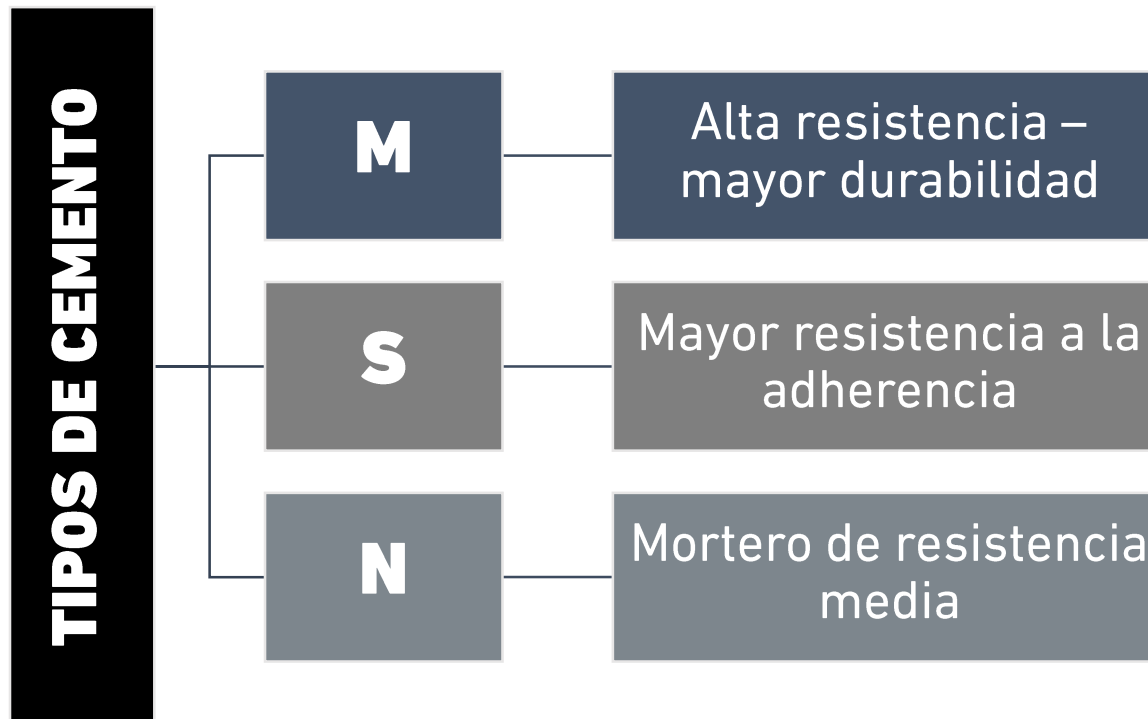 TIPOS DE CEMENTO
M
Alta resistencia –
mayor durabilidad
S
Mayor resistencia a la
adherencia
N
Mortero de resistencia
media